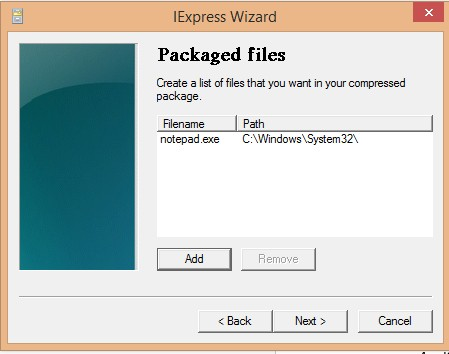 IExpress Wizard
Packaged files
Create a list of files that you want in your compressed
package.
Filename Path
notepad.exe C:\Windows\System32\
Add Remove
< Back Next > Cancel